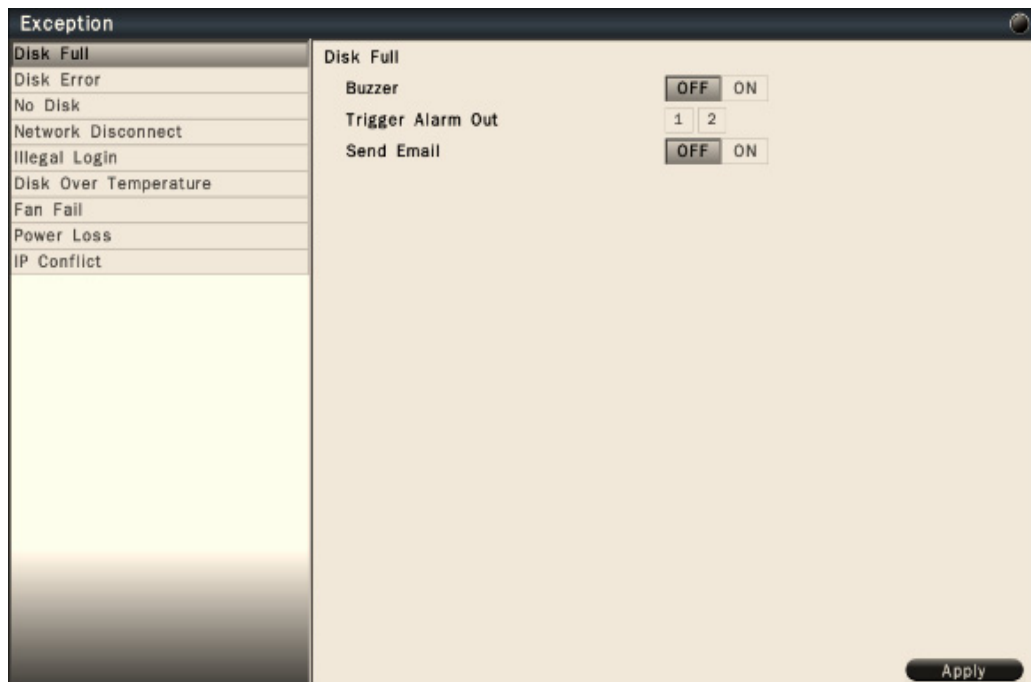 Exception
Disk Full
Disk Error
No Disk
Network Disconnect
Illegal Login
Disk Over Temperature
Fan Fail
Power Loss
IP Conflict
Disk Full
Buzzer OFF ON
Trigger Alarm Out 1 2
Send Email OFF ON
Apply